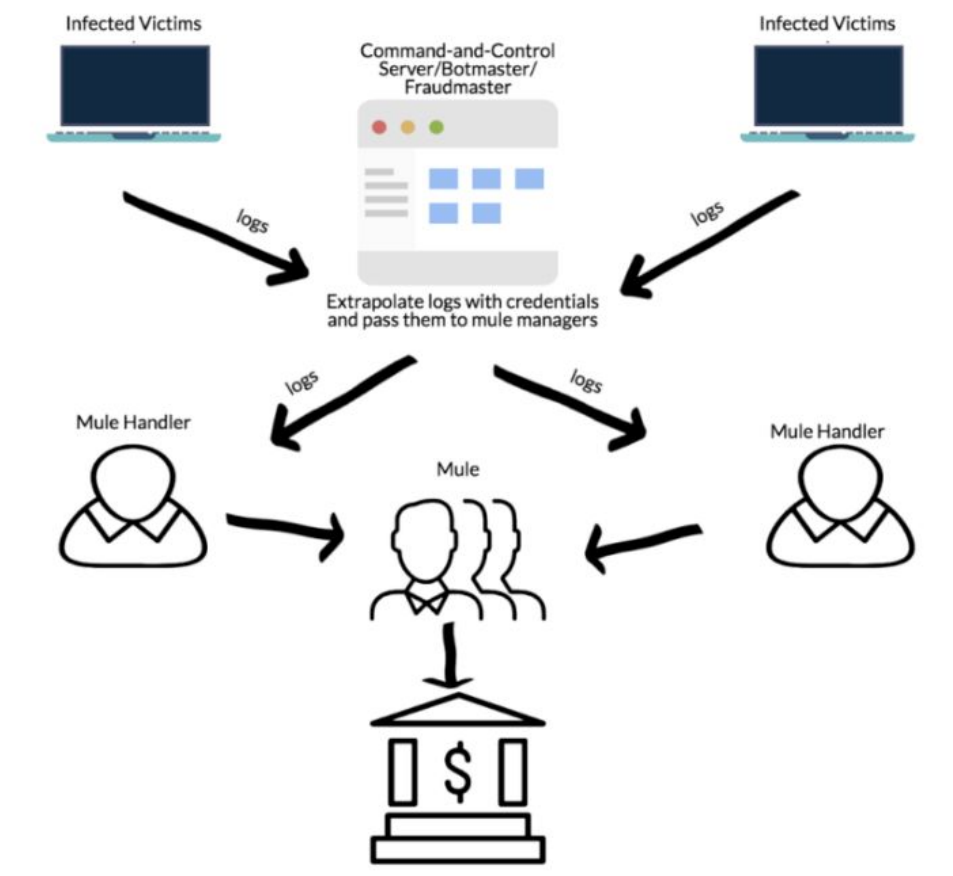 Infected Victims
Infected Victims
Command-and-Control
Server/Botmaster/
Fraudmaster
logs
logs
Extrapolate logs with credentials
and pass them to mule managers
logs
logs
Mule Handler
Mule Handler
Mule
$